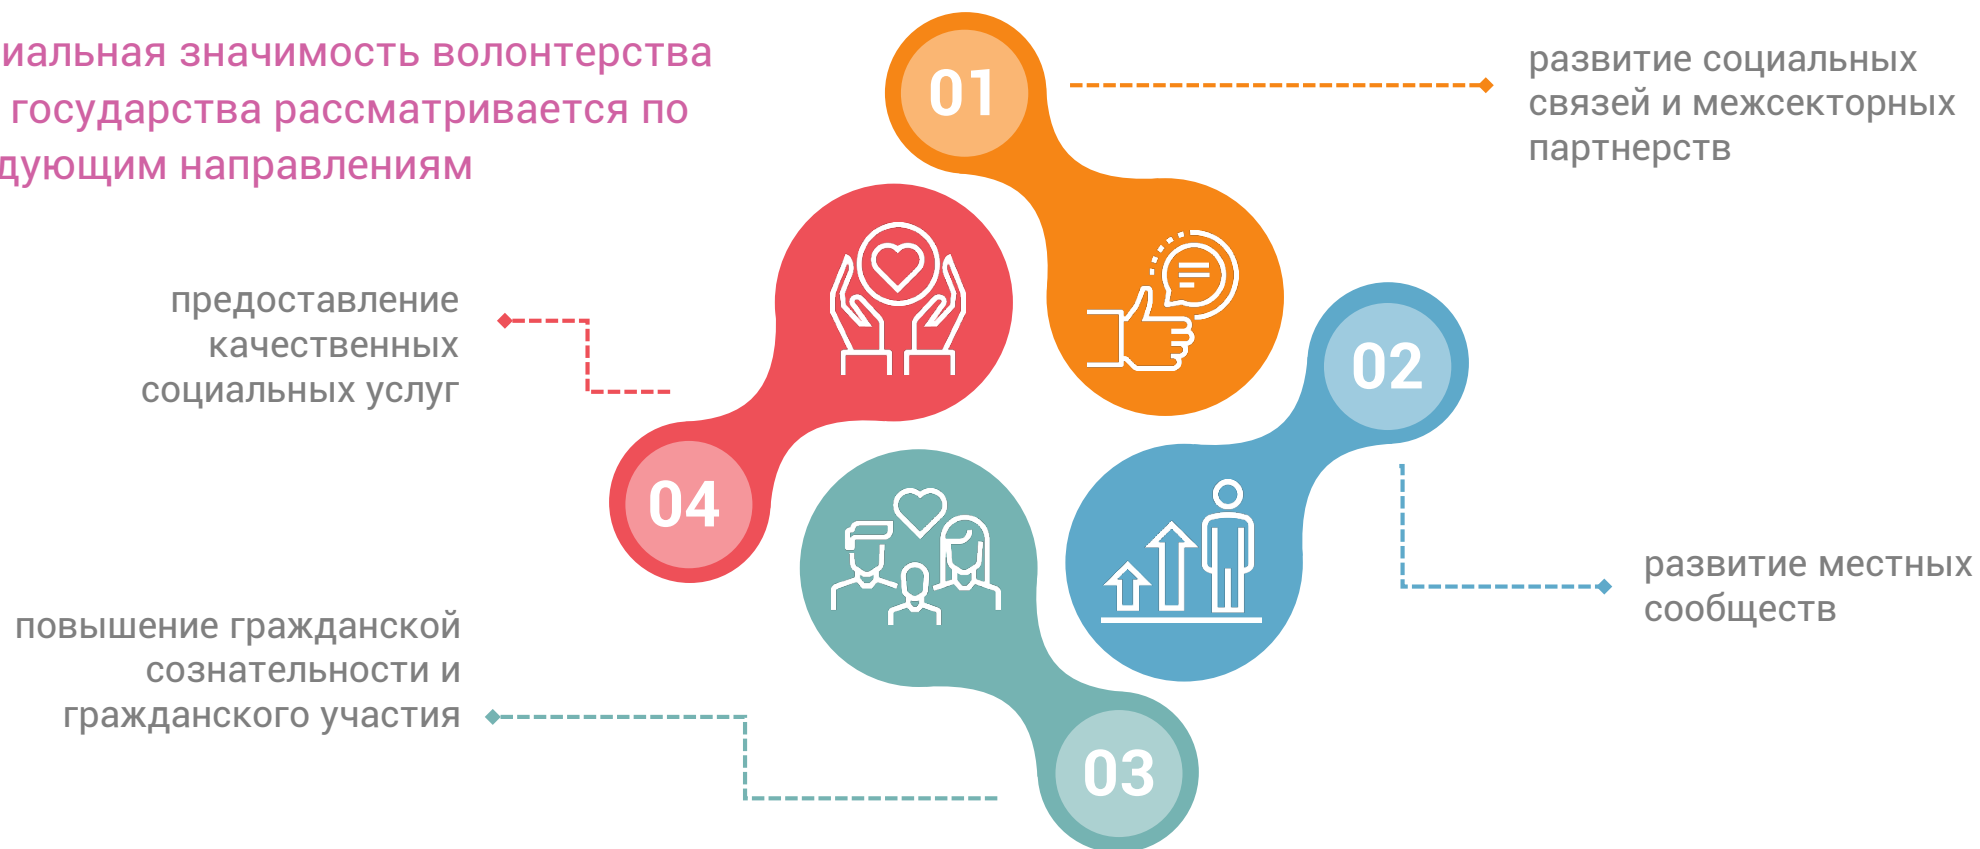 иальная значимость волонтерства
государства рассматривается по
дующим направлениям
01
развитие социальных
связей и межсекторных
партнерств
02
развитие местных
сообществ
03
повышение гражданской
сознательности и
гражданского участия
04
предоставление
качественных
социальных услуг